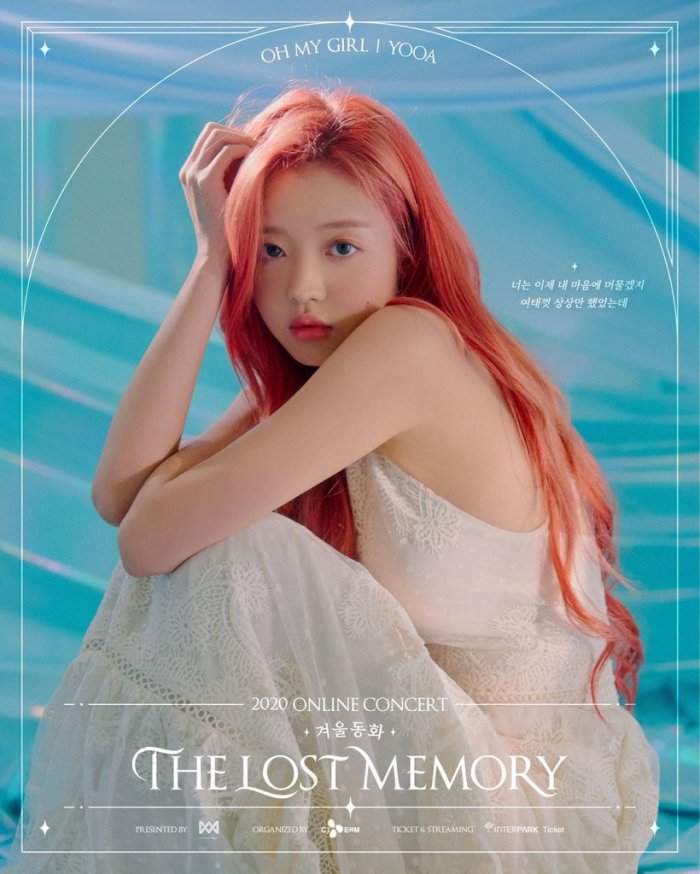 OH MY GIRL | YOOA
너는 이제 내 마음에 머물겠지
여태껏 상상만 했었는데
2020 ONLINE CONCERT
겨울동화
THE LOST MEMORY
PRESENTED BY ORGANIZED BY CJ ENM TICKET & STREAMING INTERPARK Ticket